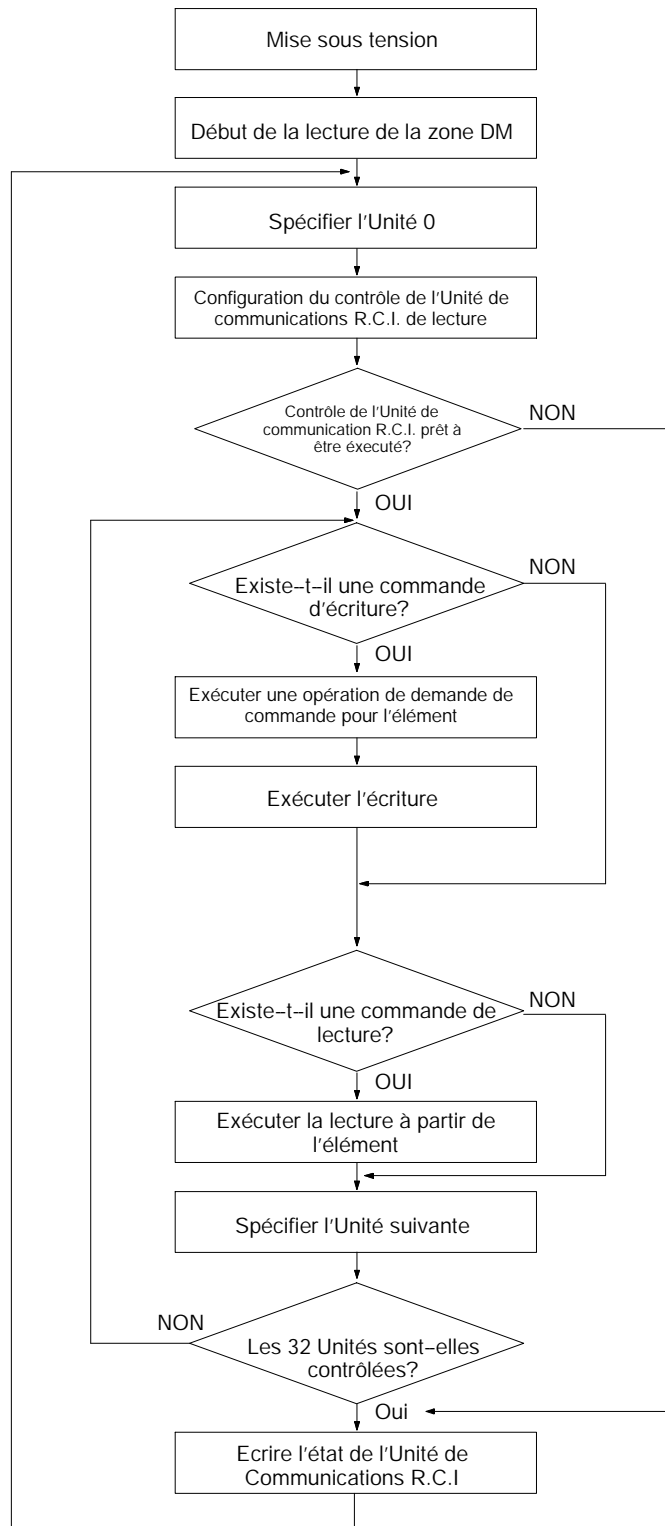 Mise sous tension
Début de la lecture de la zone DM
Spécifier l'Unité 0
Configuration du contrôle de l'Unité de
communications R.C.I. de lecture
Contrôle de l'Unité de
communication R.C.I. prêt à
être éxecuté?
NON
OUI
Existe-t-il une commande
d'écriture?
NON
OUI
Exécuter une opération de demande de
commande pour l'élément
Exécuter l'écriture
Existe-t-il une commande de
lecture?
NON
OUI
Exécuter la lecture à partir de
l'élément
Spécifier l'Unité suivante
NON
Les 32 Unités sont-elles
contrôlées?
Oui
Ecrire l'état de l'Unité de
Communications R.C.I